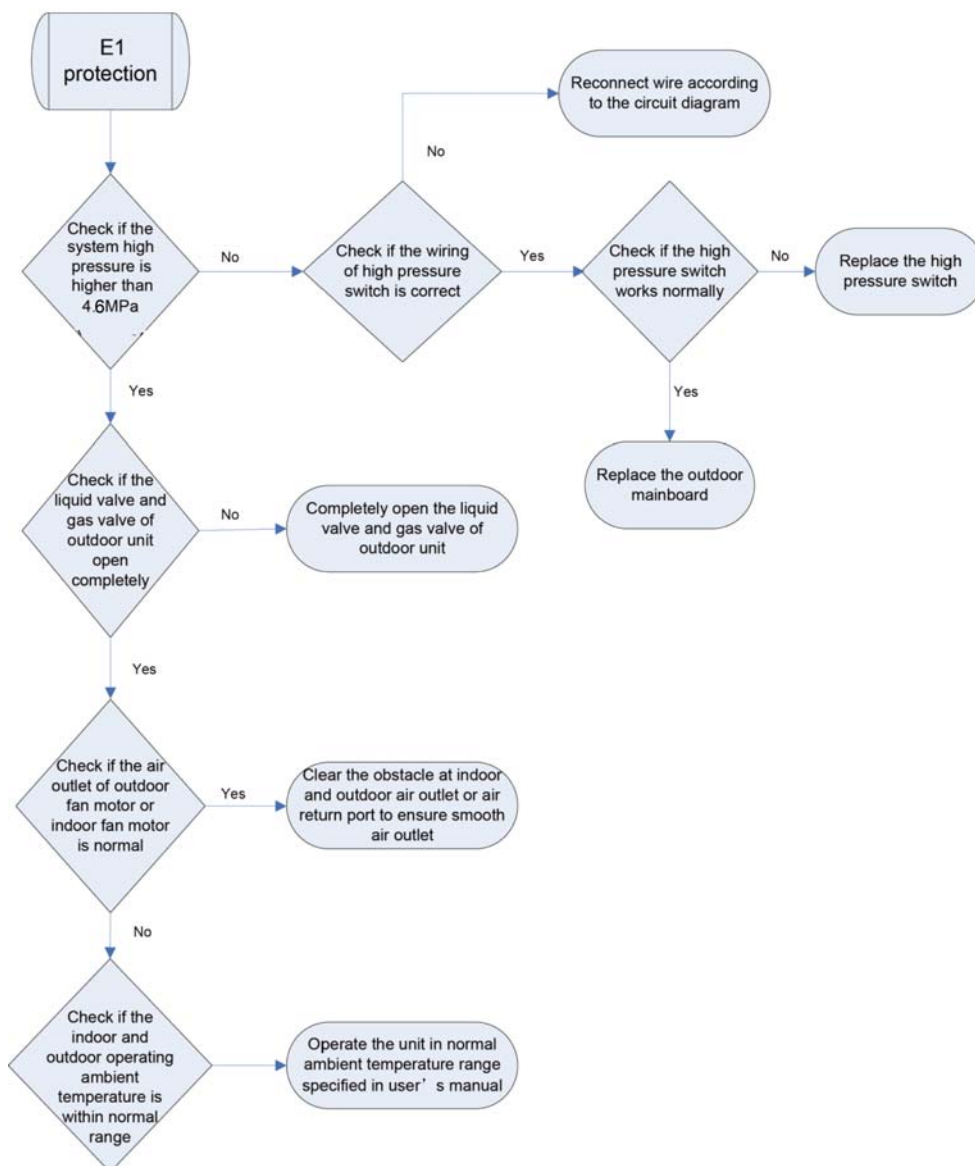 E1
protection
Reconnect wire according
to the circuit diagram
No
Check if the
system high
pressure is
higher than
4.6MPa
No
Check if the wiring
of high pressure
switch is correct
Yes
Check if the high
pressure switch
works normally
No
Replace the high
pressure switch
Yes
Yes
Replace the outdoor
mainboard
Check if the
liquid valve and
gas valve of
outdoor unit
open
completely
No
Completely open the liquid
valve and gas valve of
outdoor unit
Yes
Check if the air
outlet of outdoor
fan motor or
indoor fan motor
is normal
Yes
Clear the obstacle at indoor
and outdoor air outlet or air
return port to ensure smooth
air outlet
No
Check if the
indoor and
outdoor operating
ambient
temperature is
within normal
range
Operate the unit in normal
ambient temperature range
specified in user’s manual